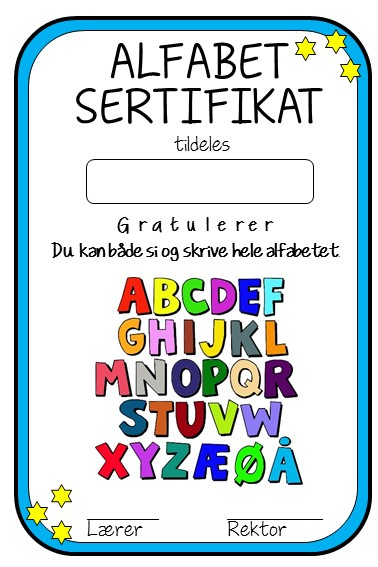 ALFABET
SERTIFIKAT
tildeles
Gratulerer
Du kan både si og skrive hele alfabetet.
ABCDEF
GHIJKL
MNOPQR
STUVW
XYZÆØÅ
Lærer Rektor